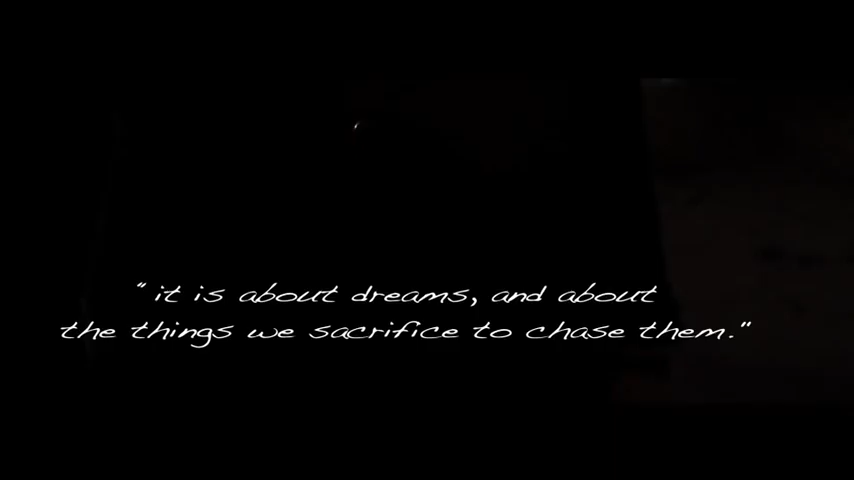 "it is about dreams, and about
the things we sacrifice to chase them."